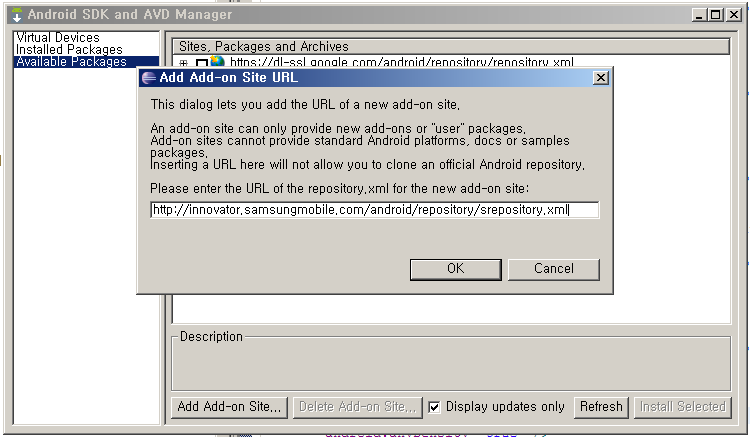 Android SDK and AVD Manager
Virtual Devices
Installed Packages
Available Packages
Sites, Packages and Archives
https://dl-ssl.google.com/android/repository/repository.xml
Add Add-on Site URL
This dialog lets you add the URL of a new add-on site.
An add-on site can only provide new add-ons or "user" packages.
Add-on sites cannot provide standard Android platforms, docs or samples
packages.
Inserting a URL here will not allow you to clone an official Android repository.
Please enter the URL of the repository.xml for the new add-on site:
http://innovator.samsungmobile.com/android/repository/srepository.xml
OK
Cancel
Description
Add Add-on Site...
Delete Add-on Site...
Display updates only
Refresh
Install Selected